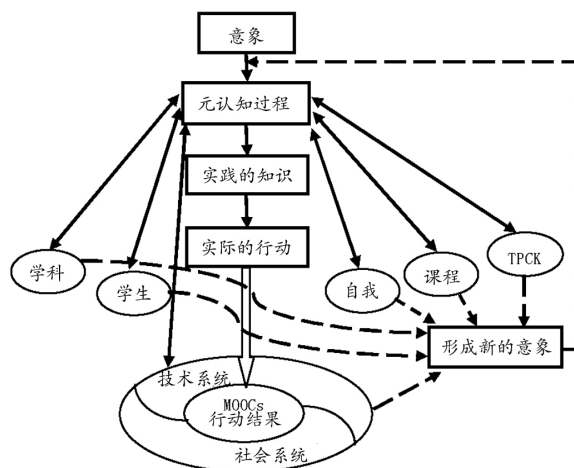 意象
元认知过程
实践的知识
实际的行动
学科
学生
自我
课程
TPCK
形成新的意象
技术系统
MOOCs
行动结果
社会系统